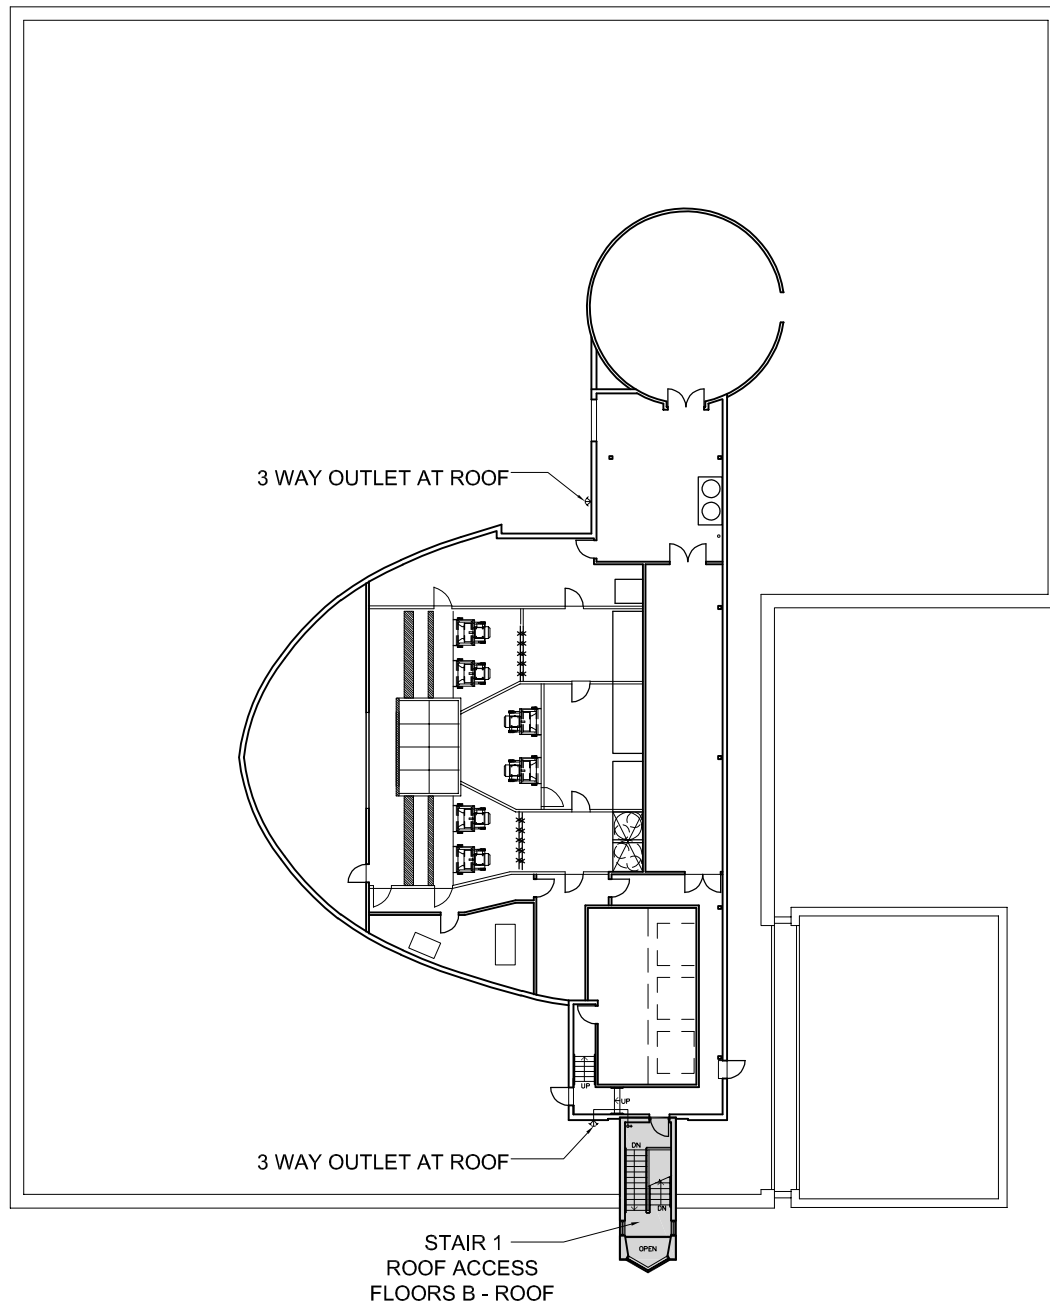 3 WAY OUTLET AT ROOF
UP
UP
3 WAY OUTLET AT ROOF
DN
DN
STAIR 1
ROOF ACCESS
FLOORS B - ROOF
OPEN